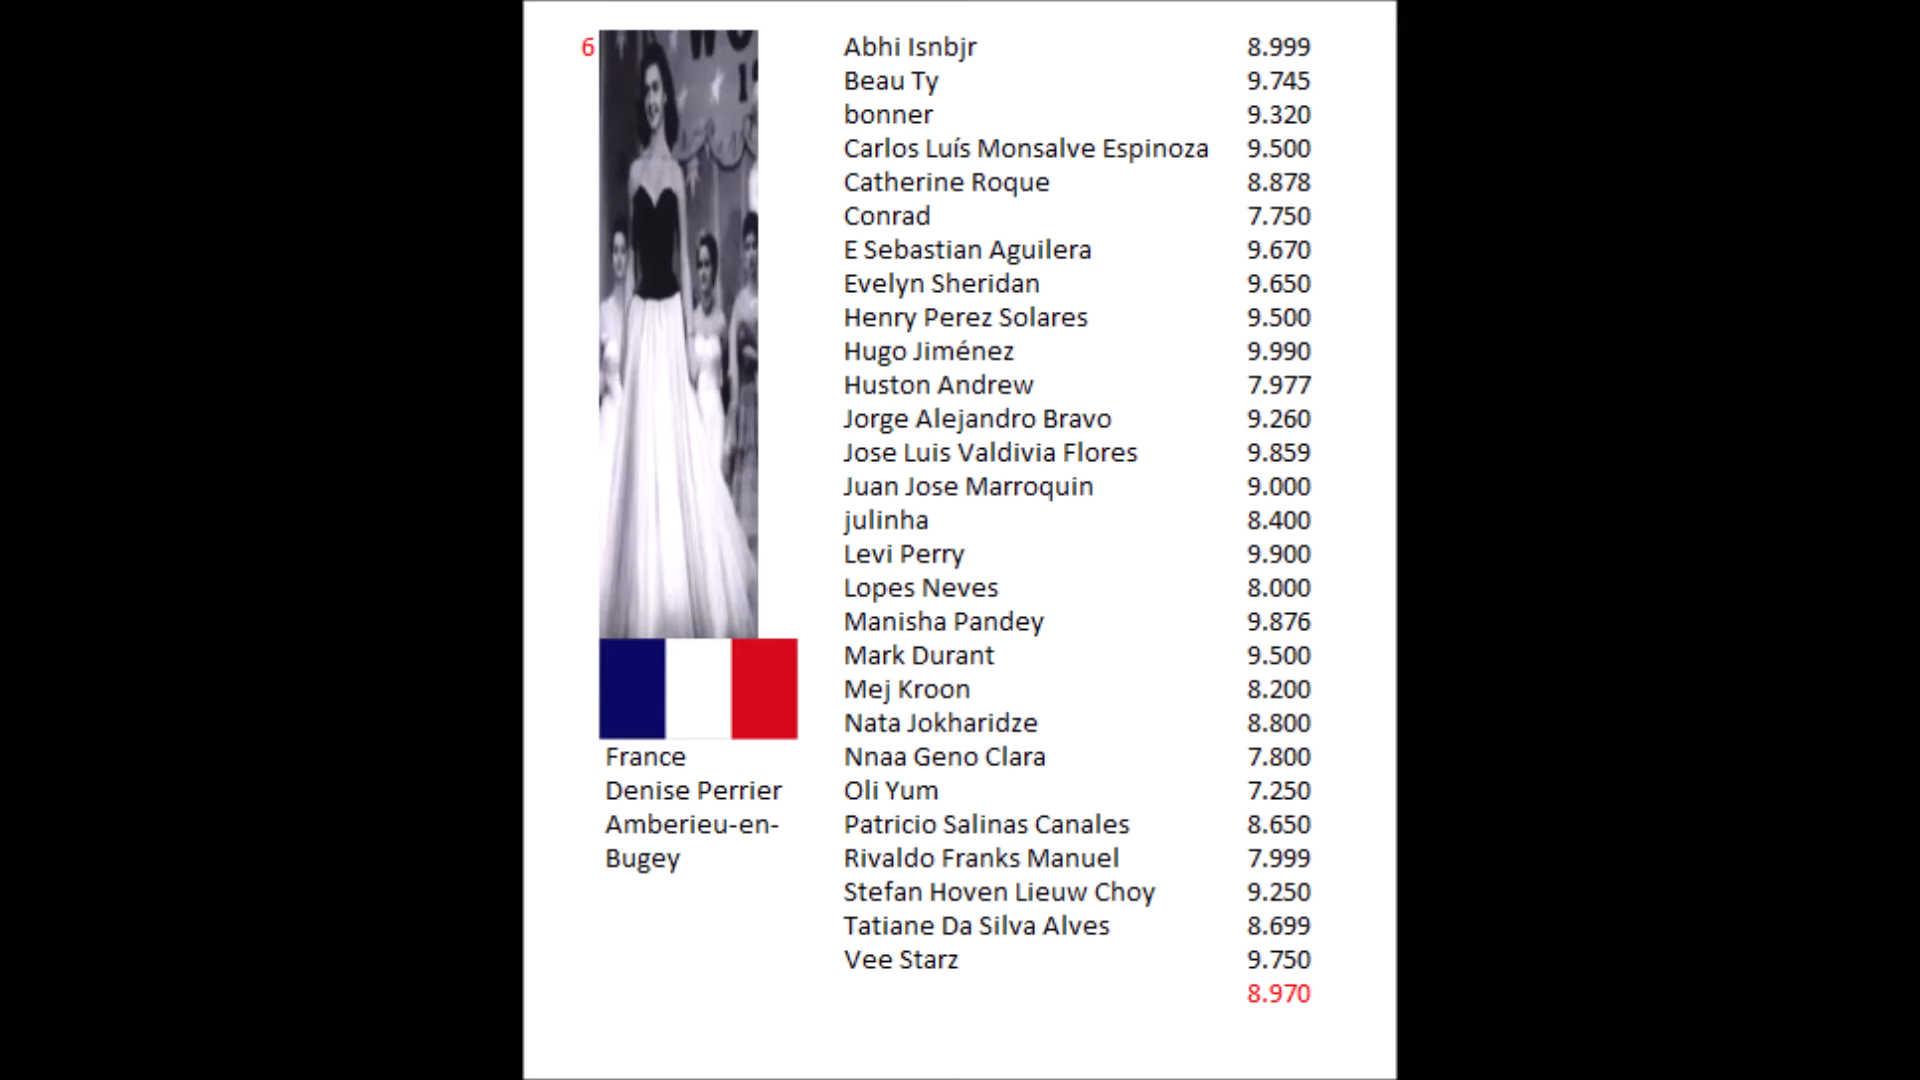 6
WO
Abhi Isnbjr 8.999
Beau Ty 9.745
bonner 9.320
Carlos Luís Monsalve Espinoza 9.500
Catherine Roque 8.878
Conrad 7.750
E Sebastian Aguilera 9.670
Evelyn Sheridan 9.650
Henry Perez Solares 9.500
Hugo Jiménez 9.990
Huston Andrew 7.977
Jorge Alejandro Bravo 9.260
Jose Luis Valdivia Flores 9.859
Juan Jose Marroquin 9.000
julinha 8.400
Levi Perry 9.900
Lopes Neves 8.000
Manisha Pandey 9.876
Mark Durant 9.500
Mej Kroon 8.200
Nata Jokharidze 8.800
France
Denise Perrier
Amberieu-en-
Bugey
Nnaa Geno Clara 7.800
Oli Yum 7.250
Patricio Salinas Canales 8.650
Rivaldo Franks Manuel 7.999
Stefan Hoven Lieuw Choy 9.250
Tatiane Da Silva Alves 8.699
Vee Starz 9.750
8.970